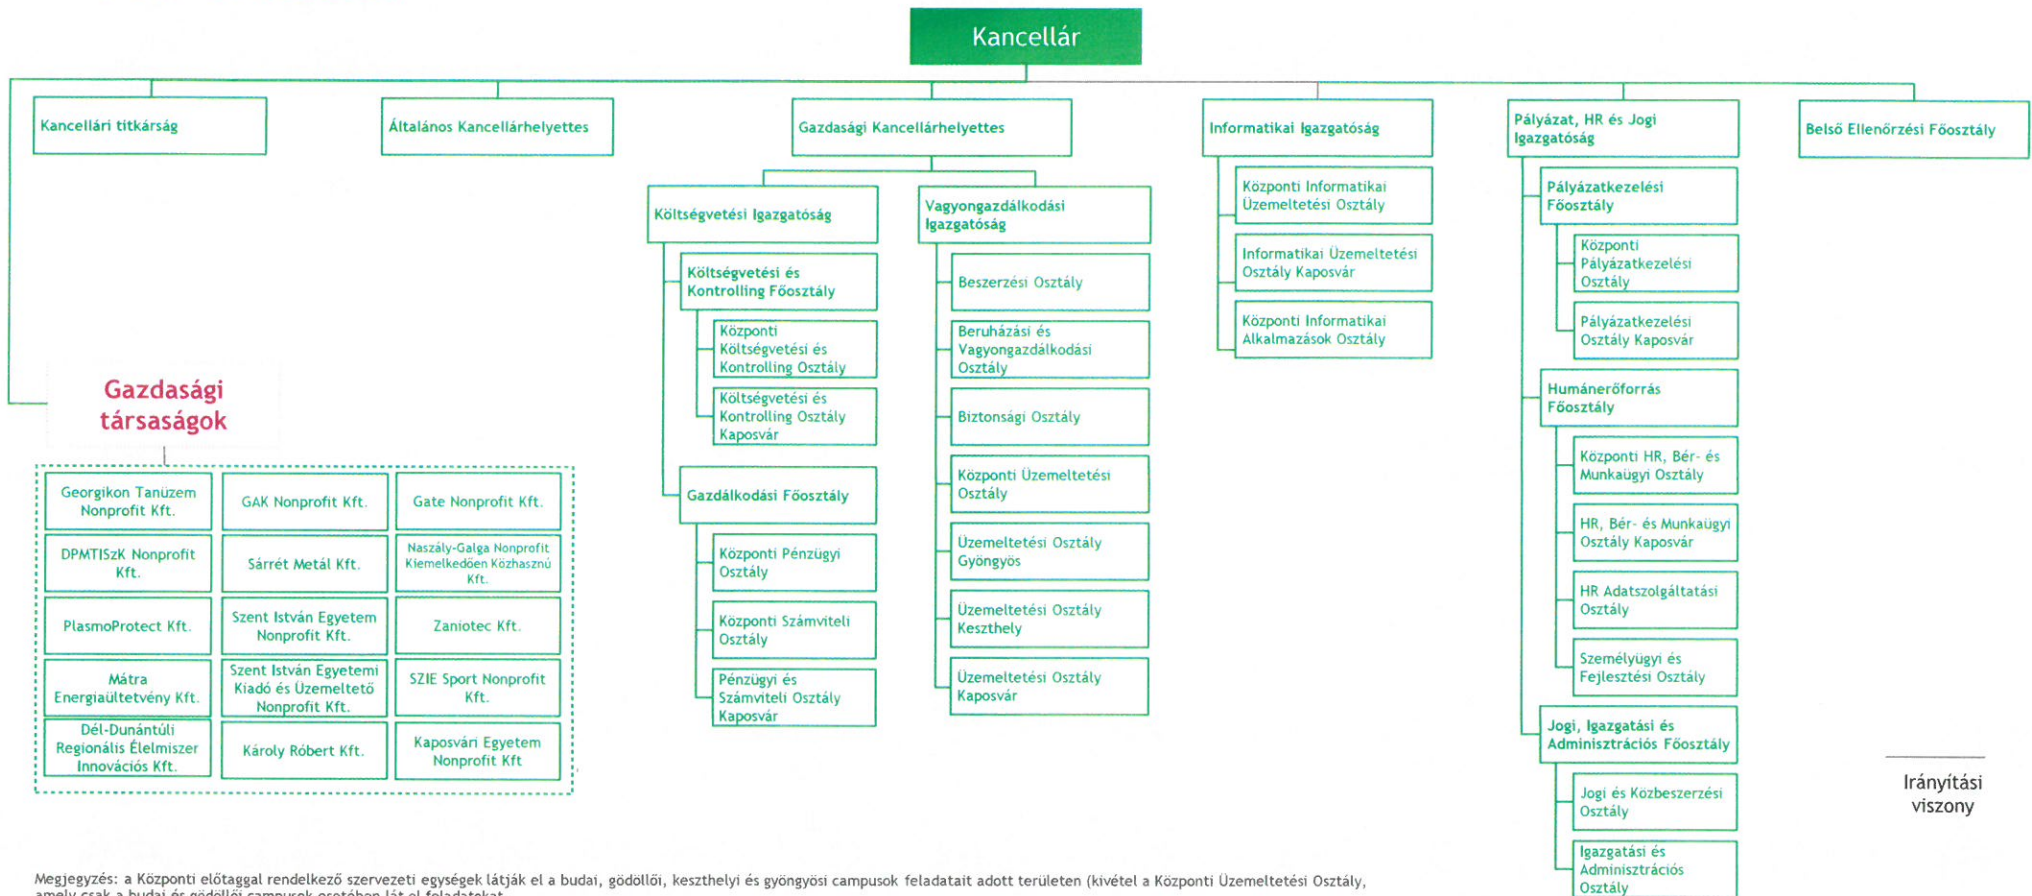 Kancellár
Kancellári titkárság
Általános Kancellárhelyettes
Gazdasági Kancellárhelyettes
Informatikai Igazgatóság
Pályázat, HR és Jogi
Igazgatóság
Belső Ellenőrzési Főosztály
Költségvetési Igazgatóság
Költségvetési és
Kontrolling Főosztály
Központi
Költségvetési és
Kontrolling Osztály
Költségvetési és
Kontrolling Osztály
Kaposvár
Gazdálkodási Főosztály
Központi Pénzügyi
Osztály
Központi Számviteli
Osztály
Pénzügyi és
Számviteli Osztály
Kaposvár
Vagyongazdálkodási
Igazgatóság
Beszerzési Osztály
Beruházási és
Vagyongazdálkodási
Osztály
Biztonsági Osztály
Központi Üzemeltetési
Osztály
Üzemeltetési Osztály
Gyöngyös
Üzemeltetési Osztály
Keszthely
Üzemeltetési Osztály
Kaposvár
Központi Informatikai
Üzemeltetési Osztály
Informatikai Üzemeltetési
Osztály Kaposvár
Központi Informatikai
Alkalmazások Osztály
Pályázatkezelési
Főosztály
Központi
Pályázatkezelési
Osztály
Pályázatkezelési
Osztály Kaposvár
Humánerőforrás
Főosztály
Központi HR, Bér- és
Munkaügyi Osztály
HR, Bér- és Munkaügyi
Osztály Kaposvár
HR Adatszolgáltatási
Osztály
Személyügyi és
Fejlesztési Osztály
Jogi, Igazgatási és
Adminisztrációs Főosztály
Jogi és Közbeszerzési
Osztály
Igazgatási és
Adminisztrációs
Osztály
Gazdasági
társaságok
Georgikon Tanüzem
Nonprofit Kft.
GAK Nonprofit Kft.
Gate Nonprofit Kft.
DPMTISzK Nonprofit
Kft.
Sárrét Metál Kft.
Naszály-Galga Nonprofit
Kiemelkedően Közhasznú
Kft.
PlasmoProtect Kft.
Szent István Egyetem
Nonprofit Kft.
Zaniotec Kft.
Mátra
Energiaültetvény Kft.
Szent István Egyetemi
Kiadó és Üzemeltető
Nonprofit Kft.
SZIE Sport Nonprofit
Kft.
Dél-Dunántúli
Regionális Élelmiszer
Innovációs Kft.
Károly Róbert Kft.
Kaposvári Egyetem
Nonprofit Kft
Irányítási
viszony
Megjegyzés: a Központi előtaggal rendelkező szervezeti egységek látják el a budai, gödöllői, keszthelyi és gyöngyösi campusok feladatait adott területen (kivétel a Központi Üzemeltetési Osztály,
amely csak a budai és gödöllői campusok esetében lát el feladatokat